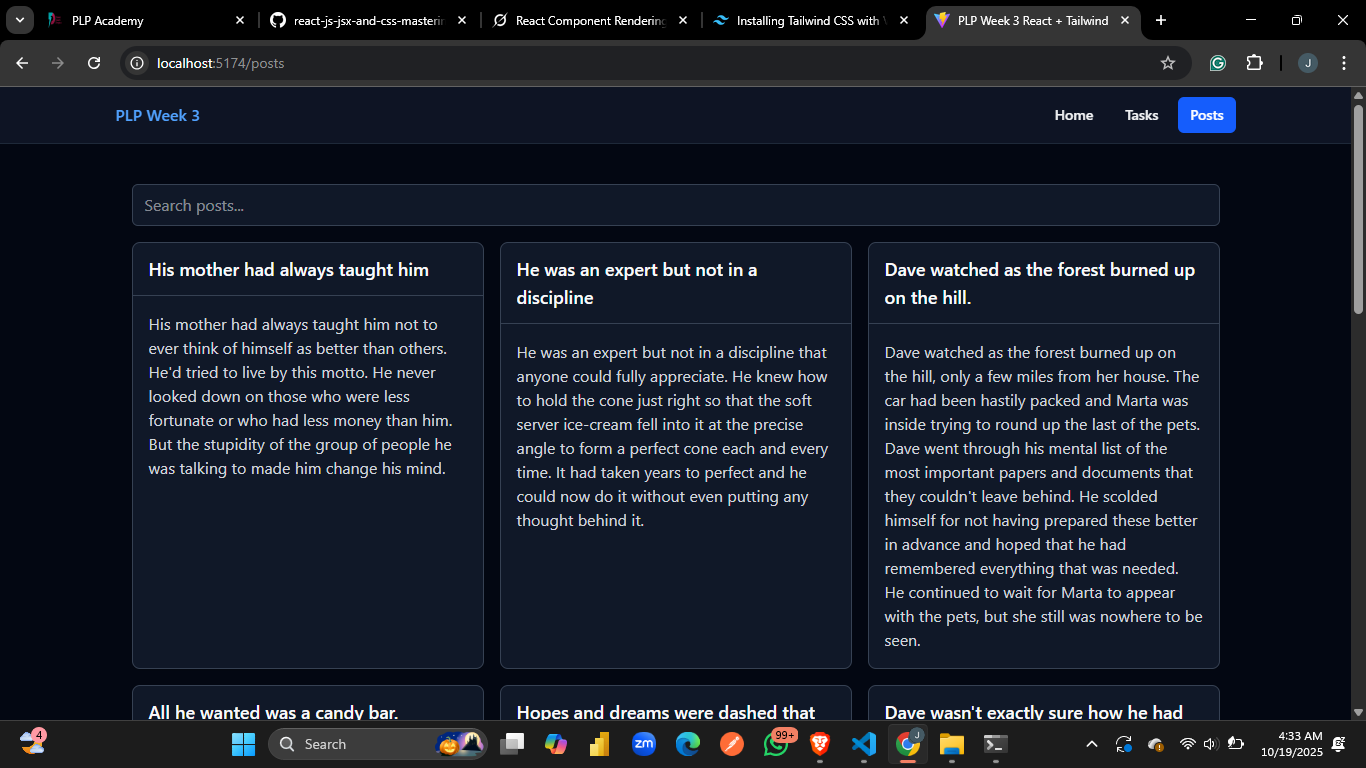 PLP Academy
react-js-jsx-and-css-masterin
React Component Rendering
Installing Tailwind CSS with
PLP Week 3 React + Tailwind
localhost:5174/posts
J
PLP Week 3
Home
Tasks
Posts
Search posts...
His mother had always taught him
His mother had always taught him not to
ever think of himself as better than others.
He'd tried to live by this motto. He never
looked down on those who were less
fortunate or who had less money than him.
But the stupidity of the group of people he
was talking to made him change his mind.
He was an expert but not in a
discipline
He was an expert but not in a discipline that
anyone could fully appreciate. He knew how
to hold the cone just right so that the soft
server ice-cream fell into it at the precise
angle to form a perfect cone each and every
time. It had taken years to perfect and he
could now do it without even putting any
thought behind it.
Dave watched as the forest burned up
on the hill.
Dave watched as the forest burned up on
the hill, only a few miles from her house. The
car had been hastily packed and Marta was
inside trying to round up the last of the pets.
Dave went through his mental list of the
most important papers and documents that
they couldn't leave behind. He scolded
himself for not having prepared these better
in advance and hoped that he had
remembered everything that was needed.
He continued to wait for Marta to appear
with the pets, but she still was nowhere to be
seen.
All he wanted was a candy bar.
Hopes and dreams were dashed that
Dave wasn't exactly sure how he had
4
Search
zm
99+
J
4:33 AM
10/19/2025